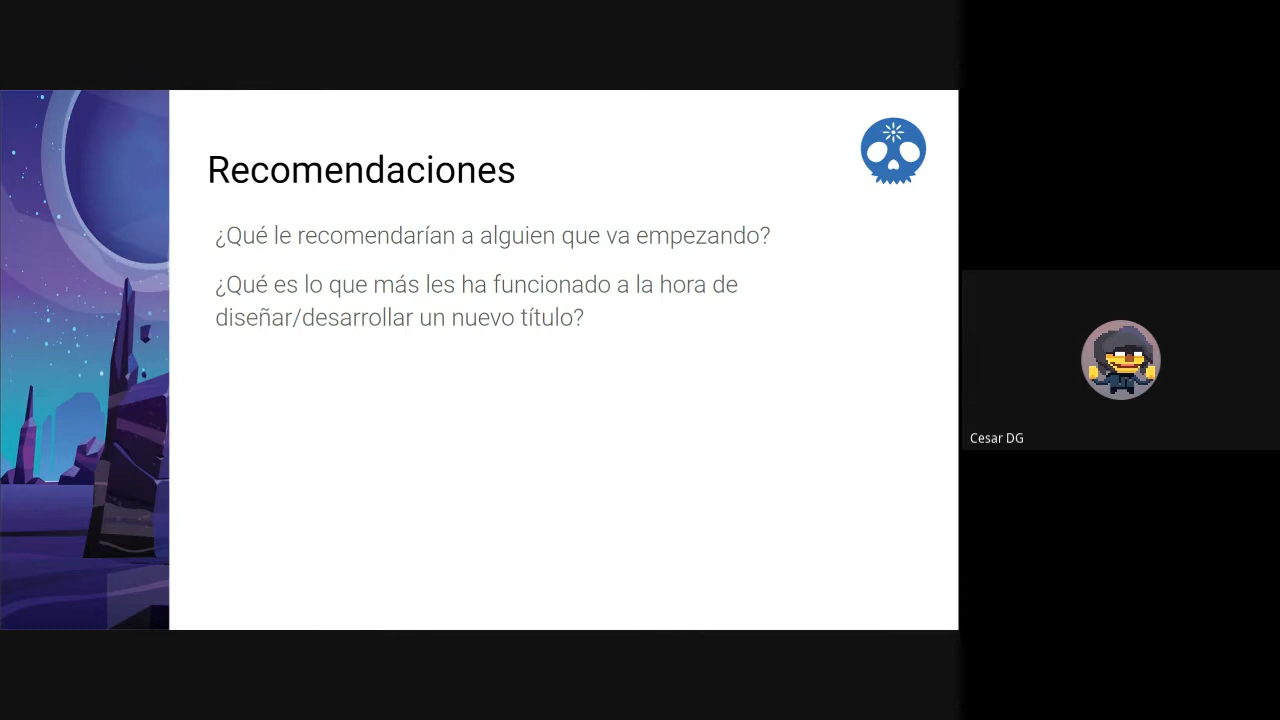 Recomendaciones
¿Qué le recomendarían a alguien que va empezando?
¿Qué es lo que más les ha funcionado a la hora de
diseñar/desarrollar un nuevo título?
Cesar DG